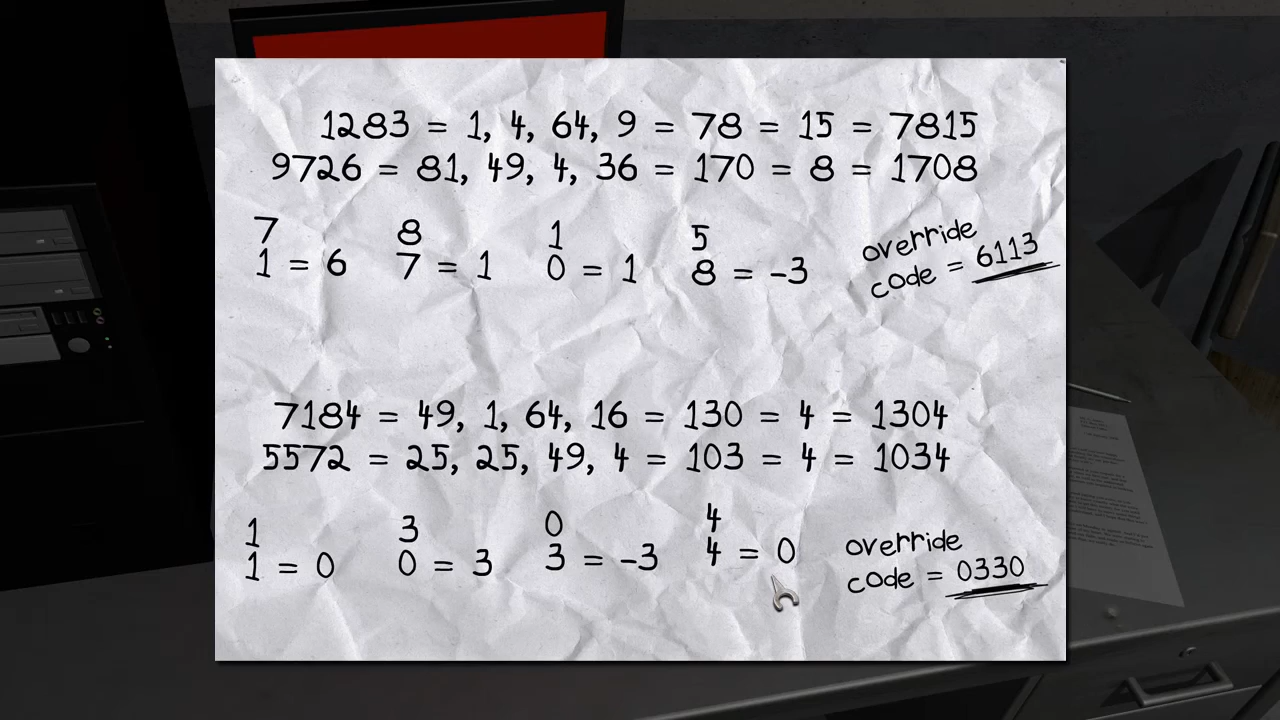 1283 = 1, 4, 64, 9 = 78 = 15 = 7815
9726 = 81, 49, 4, 36 = 170 = 8 = 1708
7 8 1 5
1 = 6 7 = 1 0 = 1 8 = -3
override
code = 6113
7184 = 49, 1, 64, 16 = 130 = 4 = 1304
5572 = 25, 25, 49, 4 = 103 = 4 = 1034
1 3 0 4
1 = 0 0 = 3 3 = -3 4 = 0
override
code = 0330